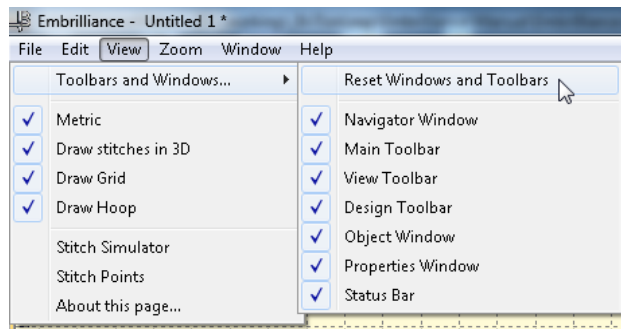 Embrilliance - Untitled 1 *
File Edit View Zoom Window Help
Toolbars and Windows...
Metric
Draw stitches in 3D
Draw Grid
Draw Hoop
Stitch Simulator
Stitch Points
About this page...
Reset Windows and Toolbars
Navigator Window
Main Toolbar
View Toolbar
Design Toolbar
Object Window
Properties Window
Status Bar